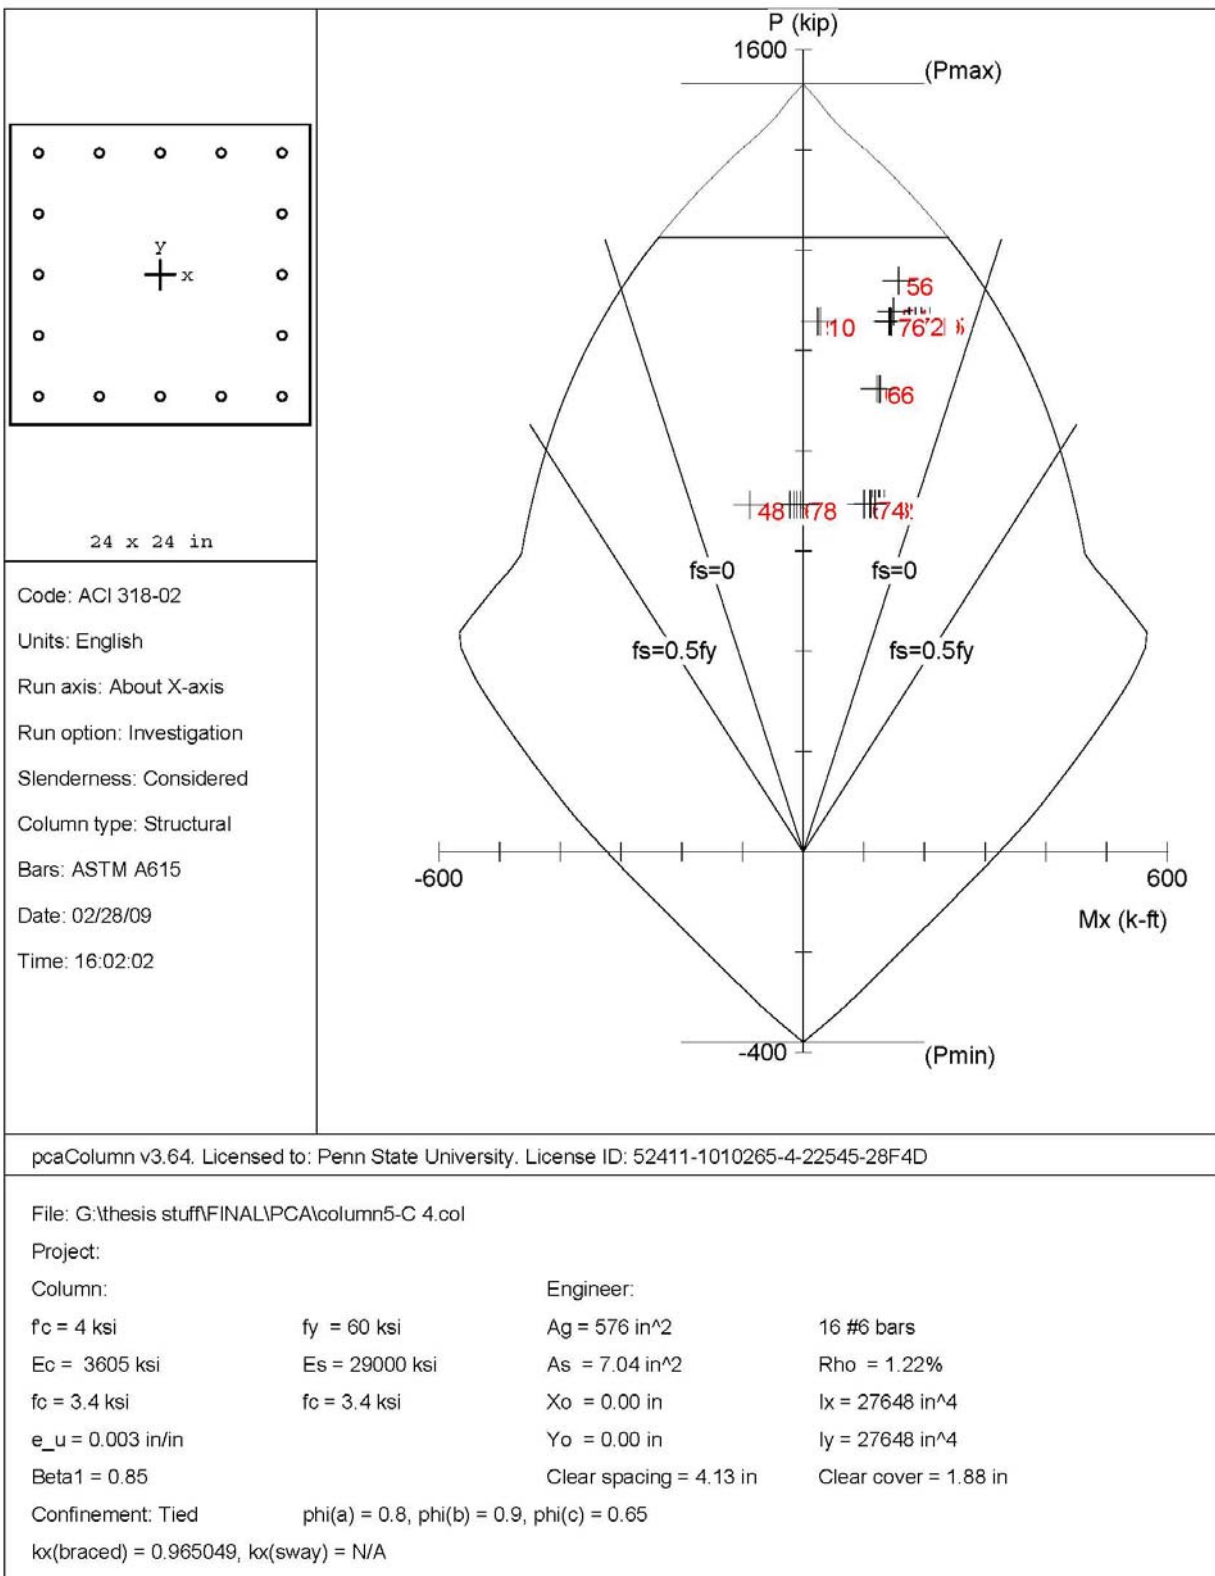 P (kip)
1600
(Pmax)
y
x
56
10
76
72
66
48
78
74
24 x 24 in
fs=0
fs=0
fs=0.5fy
fs=0.5fy
Code: ACI 318-02
Units: English
Run axis: About X-axis
Run option: Investigation
Slenderness: Considered
Column type: Structural
Bars: ASTM A615
Date: 02/28/09
Time: 16:02:02
-600
600
Mx (k-ft)
-400
(Pmin)
pcaColumn v3.64. Licensed to: Penn State University. License ID: 52411-1010265-4-22545-28F4D
File: G:\thesis stuff\FINAL\PCA\column5-C 4.col
Project:
Column: Engineer:
f'c = 4 ksi fy = 60 ksi Ag = 576 in^2 16 #6 bars
Ec = 3605 ksi Es = 29000 ksi As = 7.04 in^2 Rho = 1.22%
fc = 3.4 ksi fc = 3.4 ksi Xo = 0.00 in Ix = 27648 in^4
e_u = 0.003 in/in Yo = 0.00 in Iy = 27648 in^4
Beta1 = 0.85 Clear spacing = 4.13 in Clear cover = 1.88 in
Confinement: Tied phi(a) = 0.8, phi(b) = 0.9, phi(c) = 0.65
kx(braced) = 0.965049, kx(sway) = N/A